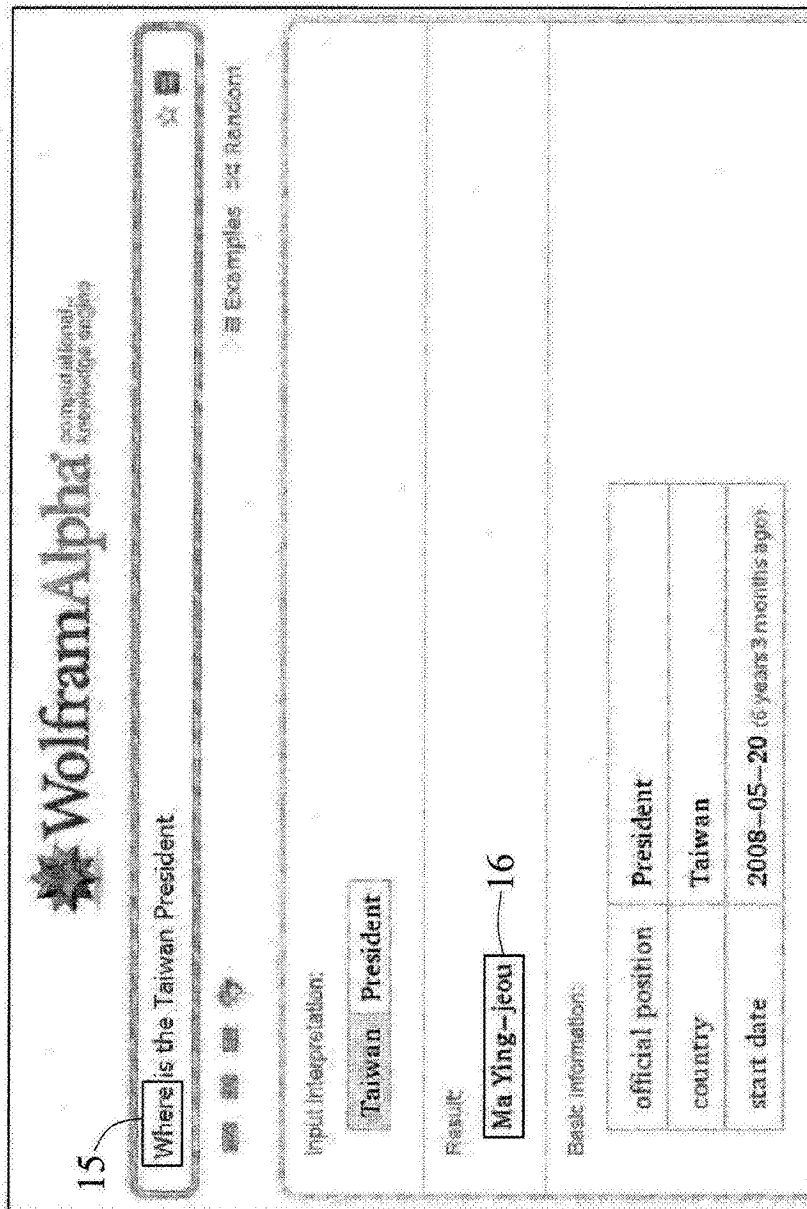 WolframAlpha computational..
knowledge engine
15
Where is the Taiwan President
Examples Random
Input interpretation:
Taiwan President
Result:
Ma Ying-jeou
16
Basic information:
official position President
country Taiwan
start date 2008-05-20 (6 years 3 months ago)